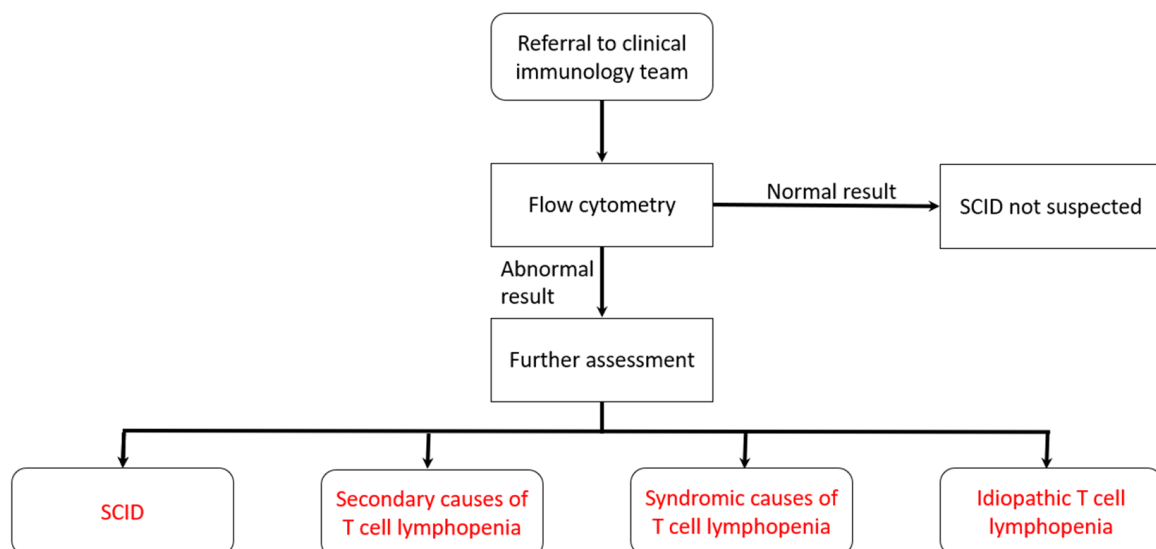 Referral to clinical
immunology team
Flow cytometry
Normal result
SCID not suspected
Abnormal
result
Further assessment
SCID
Secondary causes of
T cell lymphopenia
Syndromic causes of
T cell lymphopenia
Idiopathic T cell
lymphopenia